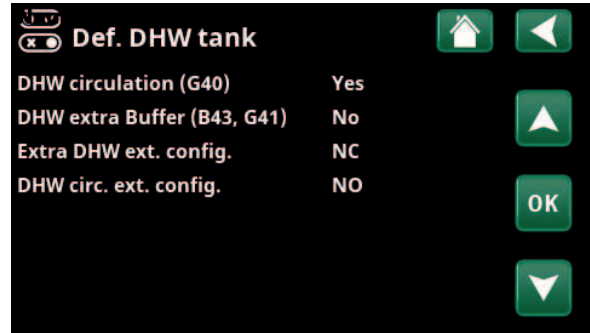 Def. DHW tank
DHW circulation (G40) Yes
DHW extra Buffer (B43, G41) No
Extra DHW ext. config. NC
DHW circ. ext. config. NO
OK